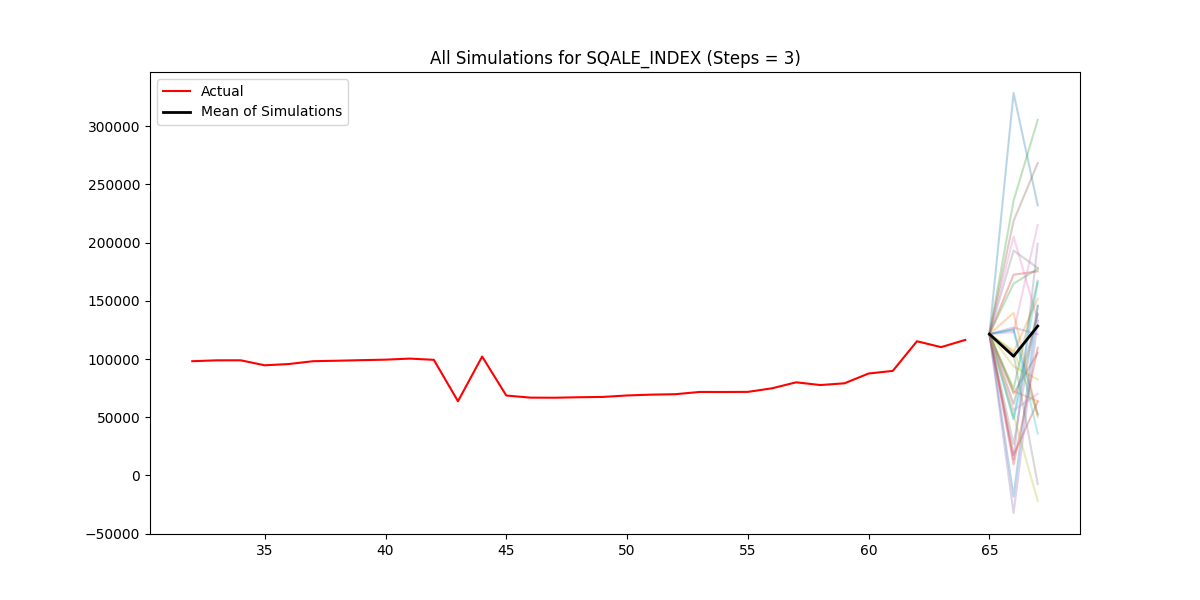 All Simulations for SQALE_INDEX (Steps = 3)
Actual
Mean of Simulations
300000
250000
200000
150000
100000
50000
0
−50000
35 40 45 50 55 60 65